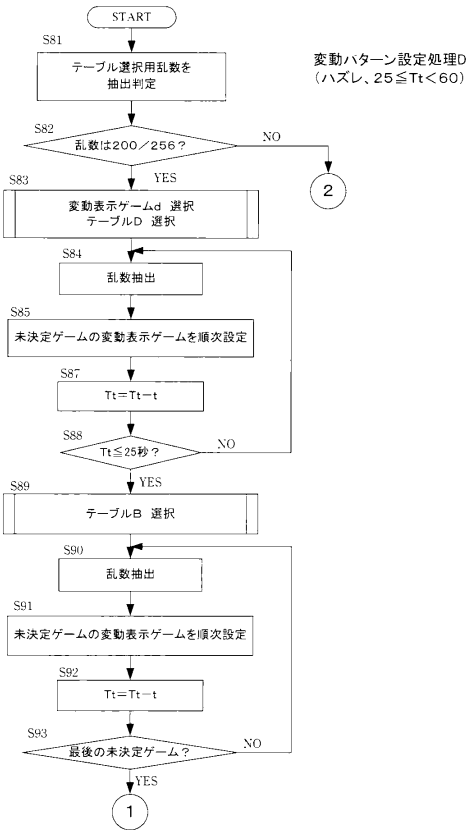 START
変動パターン設定処理D
(ハズレ、25≦Tt<60)
S81
テーブル選択用乱数を
抽出判定
S82
乱数は200/256?
NO
YES
2
S83
変動表示ゲームd 選択
テーブルD 選択
S84
乱数抽出
S85
未決定ゲームの変動表示ゲームを順次設定
S87
Tt=Tt-t
S88
Tt≦25秒?
NO
YES
S89
テーブルB 選択
S90
乱数抽出
S91
未決定ゲームの変動表示ゲームを順次設定
S92
Tt=Tt-t
S93
最後の未決定ゲーム?
NO
YES
1